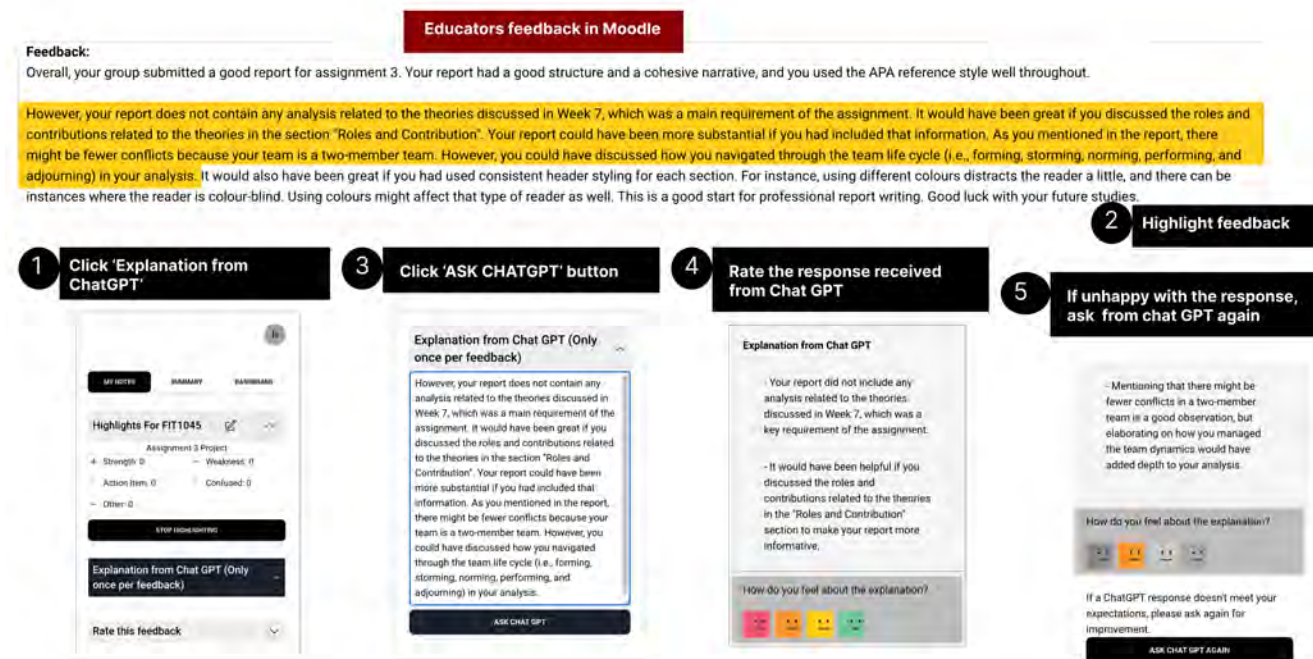 Educators feedback in Moodle
Feedback:
Overall, your group submitted a good report for assignment 3. Your report had a good structure and a cohesive narrative, and you used the APA reference style well throughout.
However, your report does not contain any analysis related to the theories discussed in Week 7, which was a main requirement of the assignment. It would have been great if you discussed the roles and
contributions related to the theories in the section "Roles and Contribution". Your report could have been more substantial if you had included that information. As you mentioned in the report, there
might be fewer conflicts because your team is a two-member team. However, you could have discussed how you navigated through the team life cycle (i.e., forming, storming, norming, performing, and
adjourning) in your analysis. It would also have been great if you had used consistent header styling for each section. For instance, using different colours distracts the reader a little, and there can be
instances where the reader is colour-blind. Using colours might affect that type of reader as well. This is a good start for professional report writing. Good luck with your future studies.
2 Highlight feedback
1 Click 'Explanation from
ChatGPT'
MY NOTES SUMMARY DASHBOARD
Highlights For FIT1045
Assignment 3 Project
+ Strength: 0 − Weakness: 0
Action Item: 0 Confused: 0
Other: 0
STOP HIGHLIGHTING
Explanation from Chat GPT (Only
once per feedback)
Rate this feedback
3 Click 'ASK CHATGPT' button
Explanation from Chat GPT (Only
once per feedback)
However, your report does not contain any
analysis related to the theories discussed in
Week 7, which was a main requirement of the
assignment. It would have been great if you
discussed the roles and contributions related
to the theories in the section "Roles and
Contribution". Your report could have been
more substantial if you had included that
information. As you mentioned in the report,
there might be fewer conflicts because your
team is a two-member team. However, you
could have discussed how you navigated
through the team life cycle (i.e., forming,
storming, norming, performing, and
adjourning) in your analysis.
ASK CHAT GPT
4 Rate the response received
from Chat GPT
Explanation from Chat GPT
- Your report did not include any
analysis related to the theories
discussed in Week 7, which was a
key requirement of the assignment.
- It would have been helpful if you
discussed the roles and
contributions related to the theories
in the "Roles and Contribution"
section to make your report more
informative.
How do you feel about the explanation?
5 If unhappy with the response,
ask from chat GPT again
- Mentioning that there might be
fewer conflicts in a two-member
team is a good observation, but
elaborating on how you managed
the team dynamics would have
added depth to your analysis.
How do you feel about the explanation?
If a ChatGPT response doesn't meet your
expectations, please ask again for
improvement.
ASK CHAT GPT AGAIN